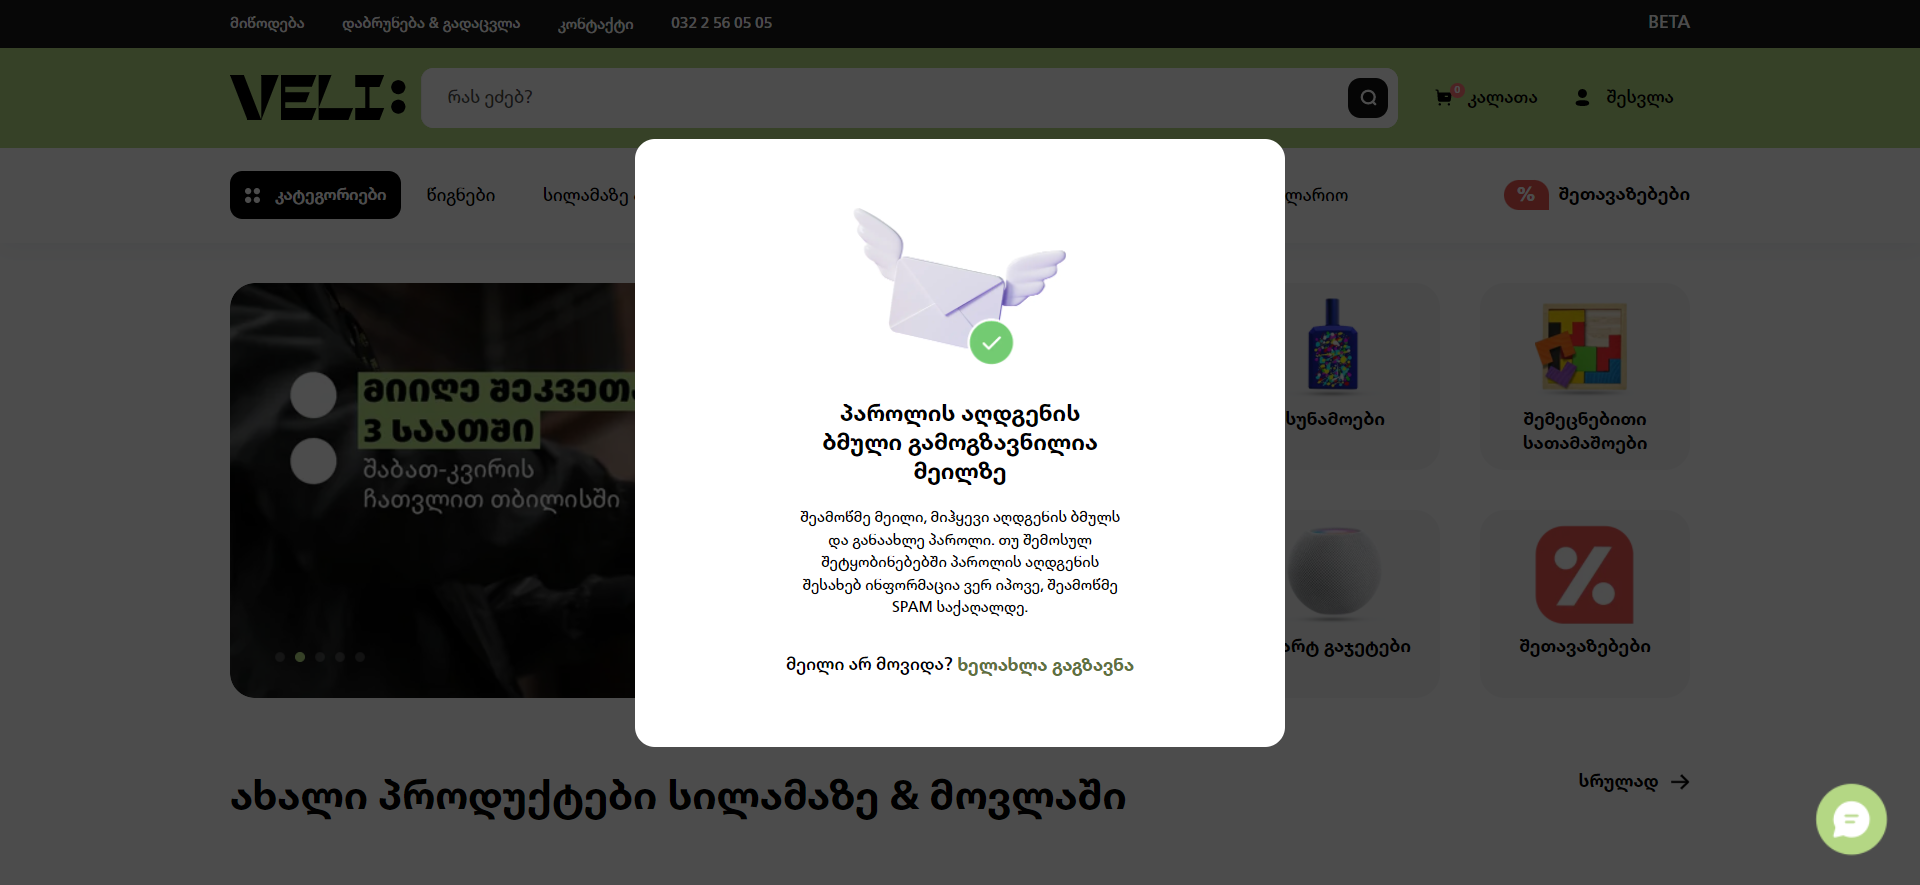 მიწოდება
დაბრუნება & გადაცვლა
კონტაქტი
032 2 56 05 05
BETA
VELI:
რას ეძებ?
0
კალათა
შესვლა
კატეგორიები
წიგნები
სილამაზე
% შეთავაზებები
პაროლის აღდგენის
ბმული გამოგზავნილია
მეილზე
შეამოწმე მეილი, მიჰყევი აღდგენის ბმულს
და განაახლე პაროლი. თუ შემოსულ
შეტყობინებებში პაროლის აღდგენის
შესახებ ინფორმაცია ვერ იპოვე, შეამოწმე
SPAM საქაღალდე.
მეილი არ მოვიდა? ხელახლა გაგზავნა
მიიღე შეკვეთა
3 საათში
შაბათ-კვირის
ჩათვლით თბილისში
სუნამოები
შემეცნებითი
სათამაშოები
გაჯეტები
შეთავაზებები
ახალი პროდუქტები სილამაზე & მოვლაში
სრულად